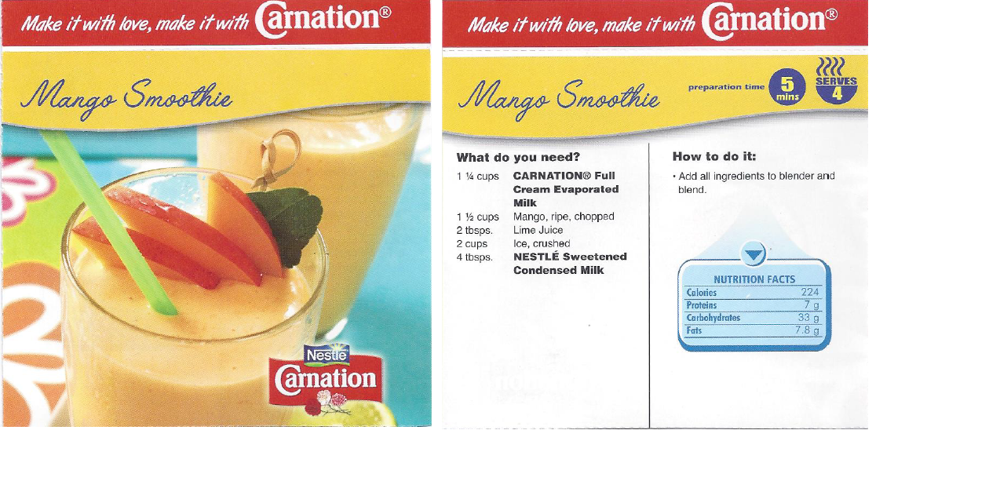 Make it with love, make it with Carnation®
Mango Smoothie
Nestlé
Carnation
Make it with love, make it with Carnation®
Mango Smoothie
preparation time 5 mins
SERVES 4
What do you need?
1 ¼ cups CARNATION® Full
Cream Evaporated
Milk
1 ½ cups Mango, ripe, chopped
2 tbsps. Lime Juice
2 cups Ice, crushed
4 tbsps. NESTLÉ Sweetened
Condensed Milk
How to do it:
• Add all ingredients to blender and
blend.
NUTRITION FACTS
Calories 224
Proteins 7 g
Carbohydrates 33 g
Fats 7.8 g